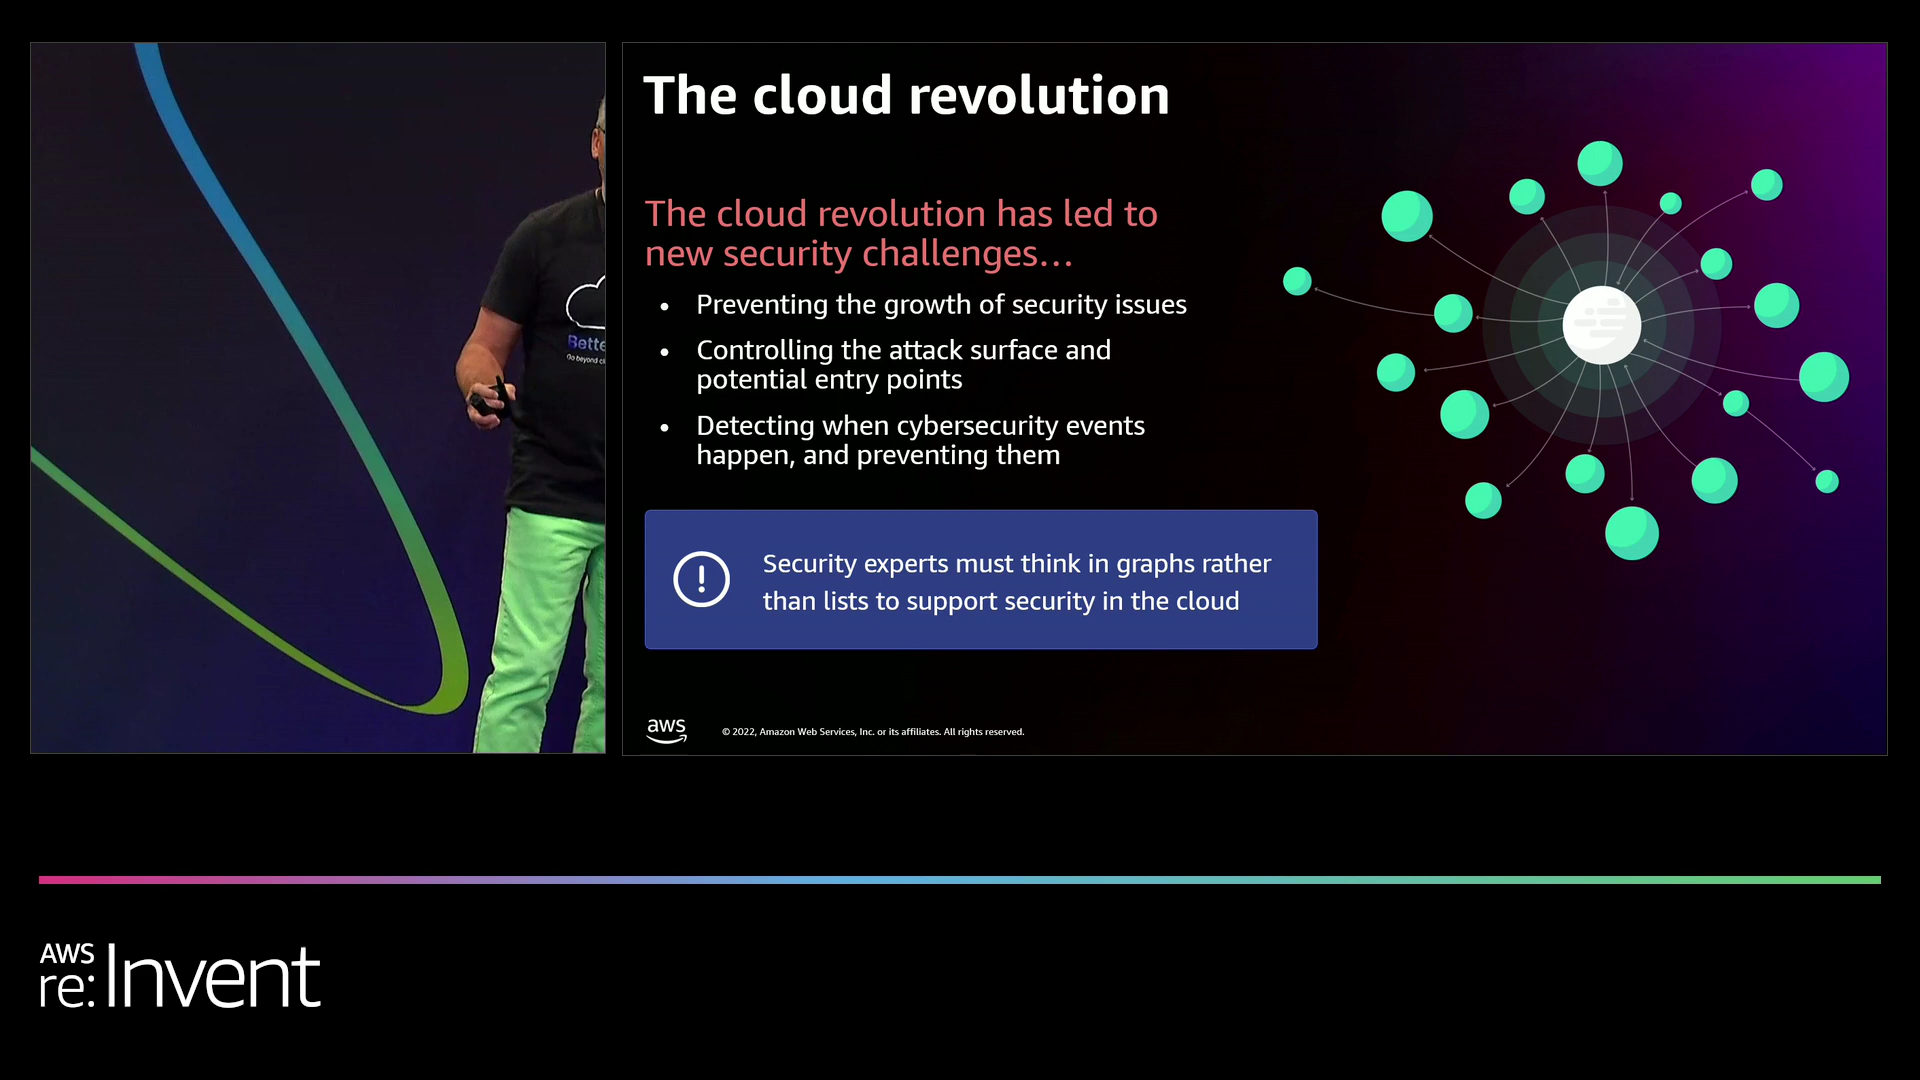 The cloud revolution
The cloud revolution has led to
new security challenges...
• Preventing the growth of security issues
• Controlling the attack surface and
potential entry points
• Detecting when cybersecurity events
happen, and preventing them
Security experts must think in graphs rather
than lists to support security in the cloud
aws
© 2022, Amazon Web Services, Inc. or its affiliates. All rights reserved.
Bette
Go beyond
AWS
re:Invent